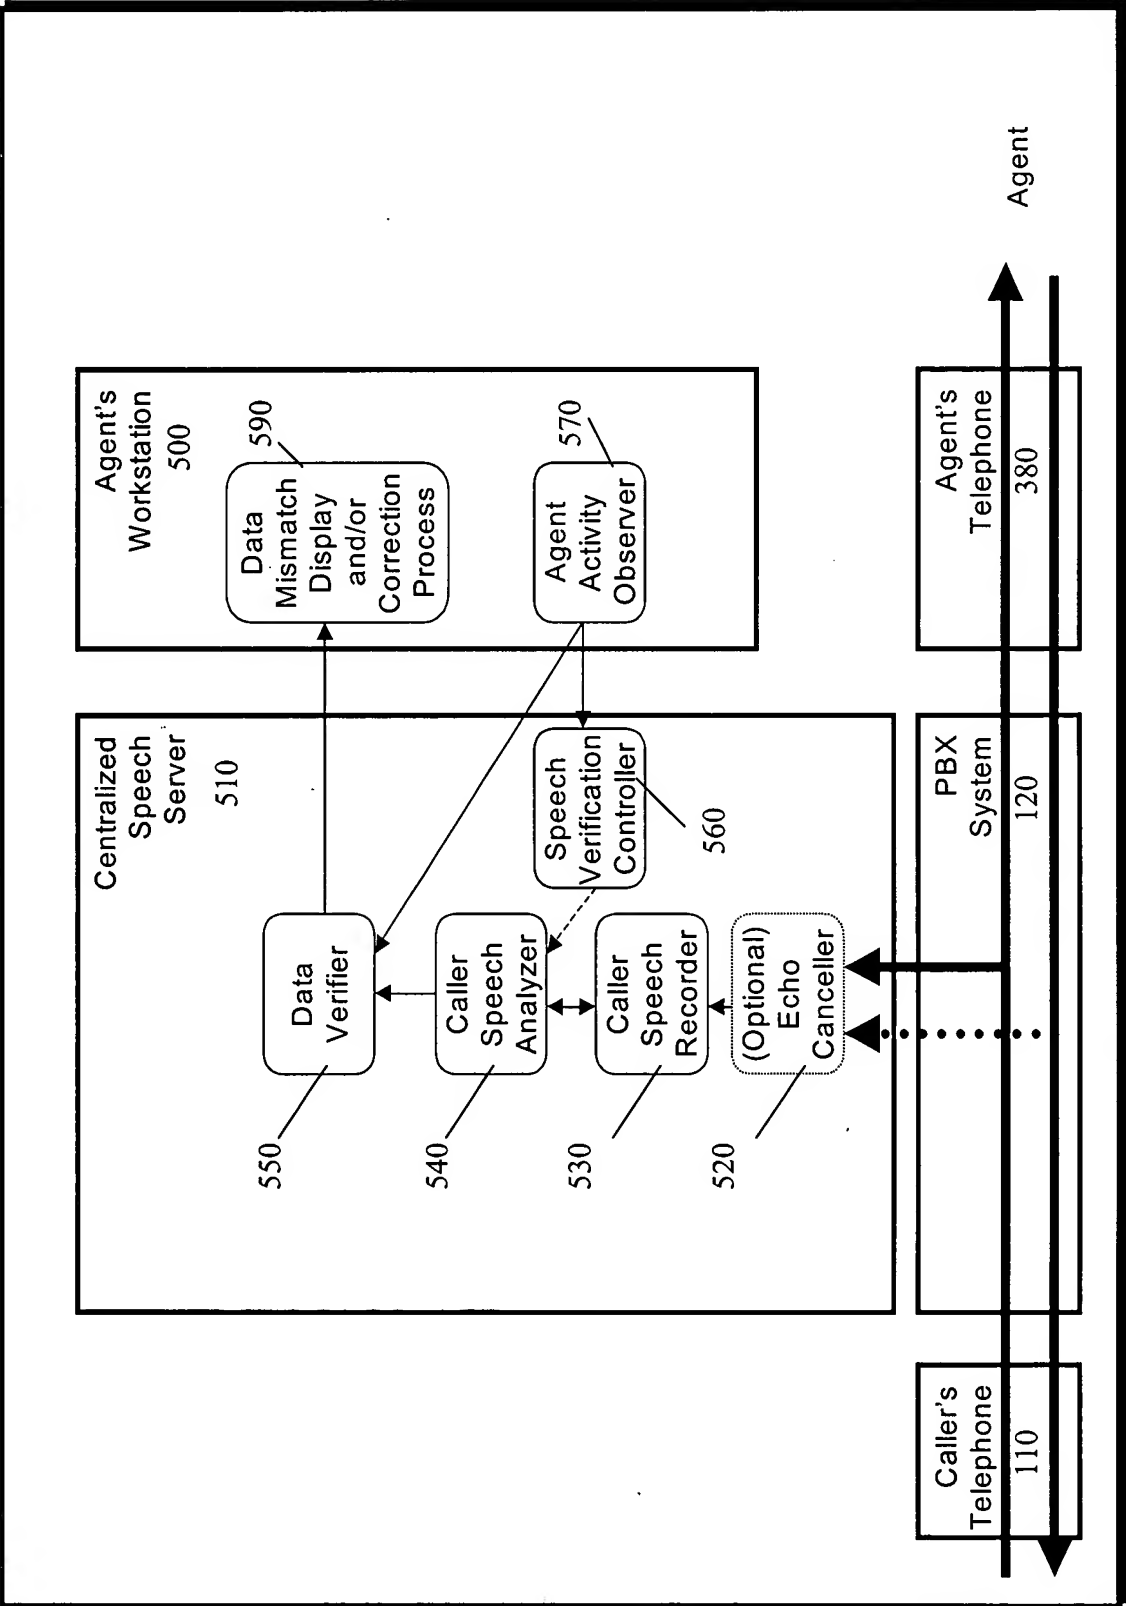 Centralized
Speech
Server
510
Agent's
Workstation
500
Data
Verifier
550
Data
Mismatch
Display
and/or
Correction
Process
590
Caller
Speech
Analyzer
540
Speech
Verification
Controller
560
Agent
Activity
Observer
570
Caller
Speech
Recorder
530
(Optional)
Echo
Canceller
520
Caller's
Telephone
110
PBX
System
120
Agent's
Telephone
380
Agent